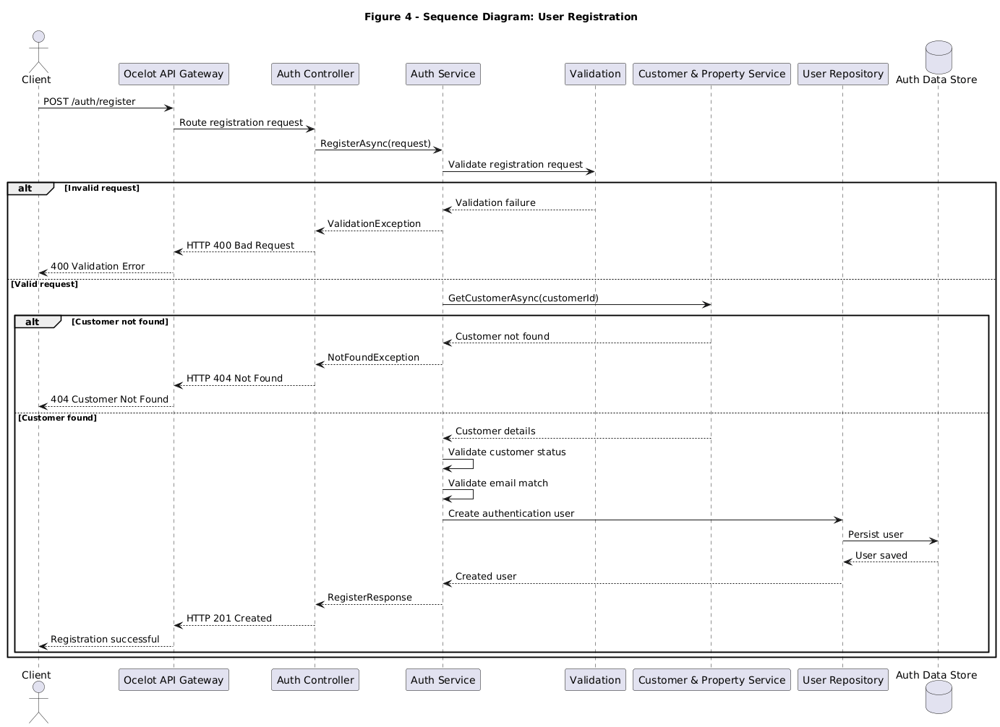 Figure 4 - Sequence Diagram: User Registration
Client
Ocelot API Gateway
Auth Controller
Auth Service
Validation
Customer & Property Service
User Repository
Auth Data Store
POST /auth/register
Route registration request
RegisterAsync(request)
Validate registration request
alt [Invalid request]
Validation failure
ValidationException
HTTP 400 Bad Request
400 Validation Error
[Valid request]
GetCustomerAsync(customerId)
alt [Customer not found]
Customer not found
NotFoundException
HTTP 404 Not Found
404 Customer Not Found
[Customer found]
Customer details
Validate customer status
Validate email match
Create authentication user
Persist user
User saved
Created user
RegisterResponse
HTTP 201 Created
Registration successful
Client
Ocelot API Gateway
Auth Controller
Auth Service
Validation
Customer & Property Service
User Repository
Auth Data Store